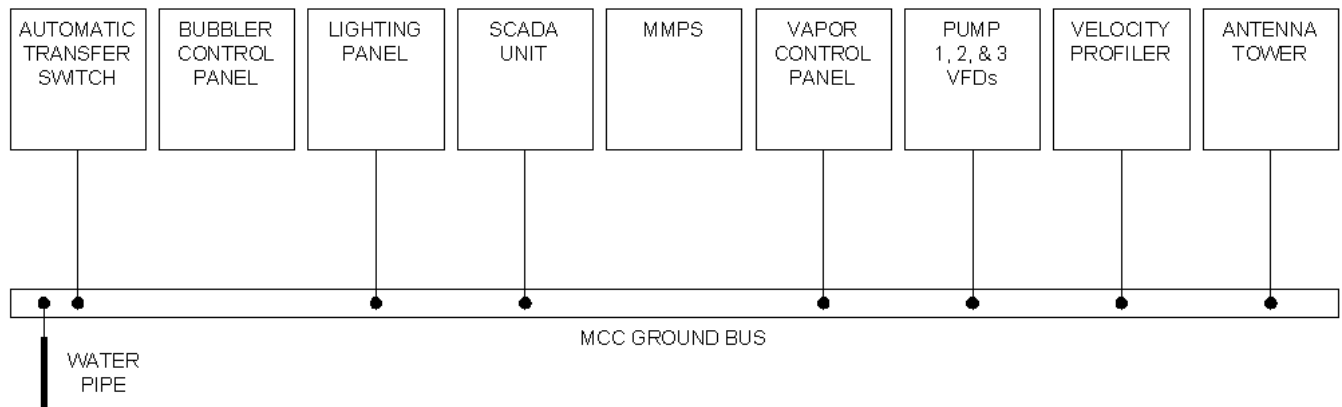 AUTOMATIC
TRANSFER
SWITCH
BUBBLER
CONTROL
PANEL
LIGHTING
PANEL
SCADA
UNIT
MMPS
VAPOR
CONTROL
PANEL
PUMP
1, 2, & 3
VFDs
VELOCITY
PROFILER
ANTENNA
TOWER
MCC GROUND BUS
WATER
PIPE